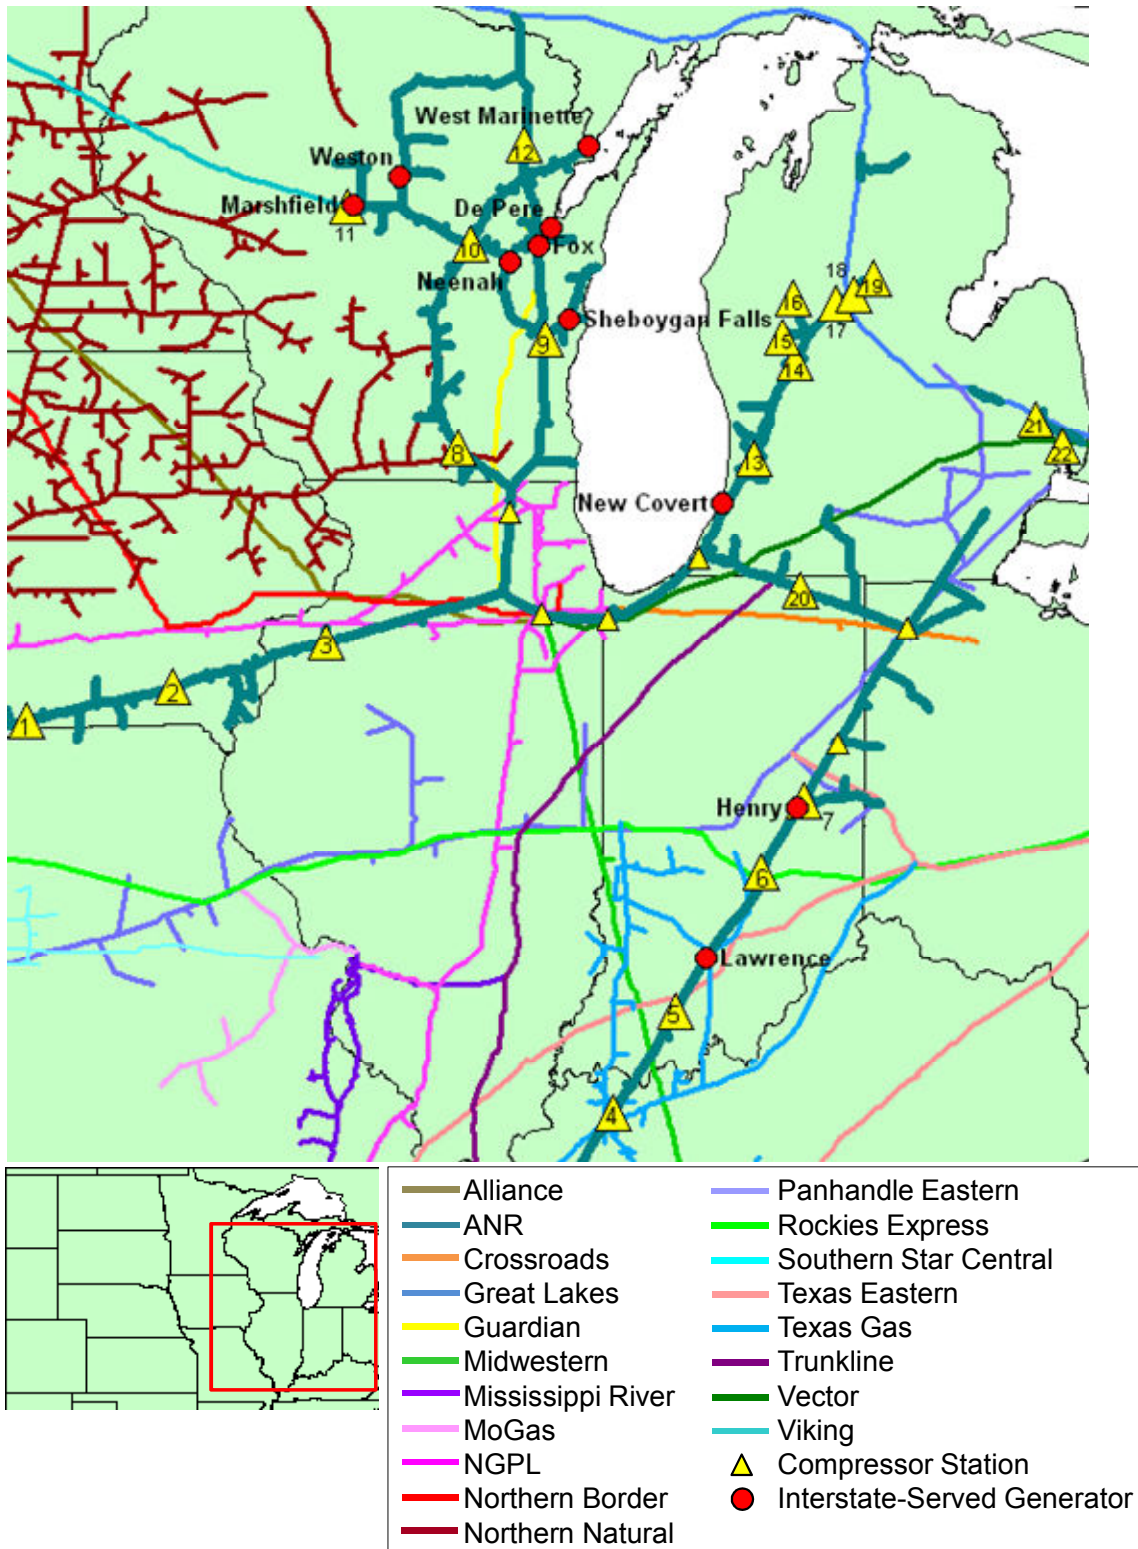 West Marinette
12
Weston
Marshfield
11
De Pere
10
Fox
Neenah
18
19
16
17
Sheboygan Falls
15
9
14
21
8
13
22
New Covert
20
3
2
1
Henry
7
6
Lawrence
5
4
Alliance
ANR
Crossroads
Great Lakes
Guardian
Midwestern
Mississippi River
MoGas
NGPL
Northern Border
Northern Natural
Panhandle Eastern
Rockies Express
Southern Star Central
Texas Eastern
Texas Gas
Trunkline
Vector
Viking
Compressor Station
Interstate-Served Generator